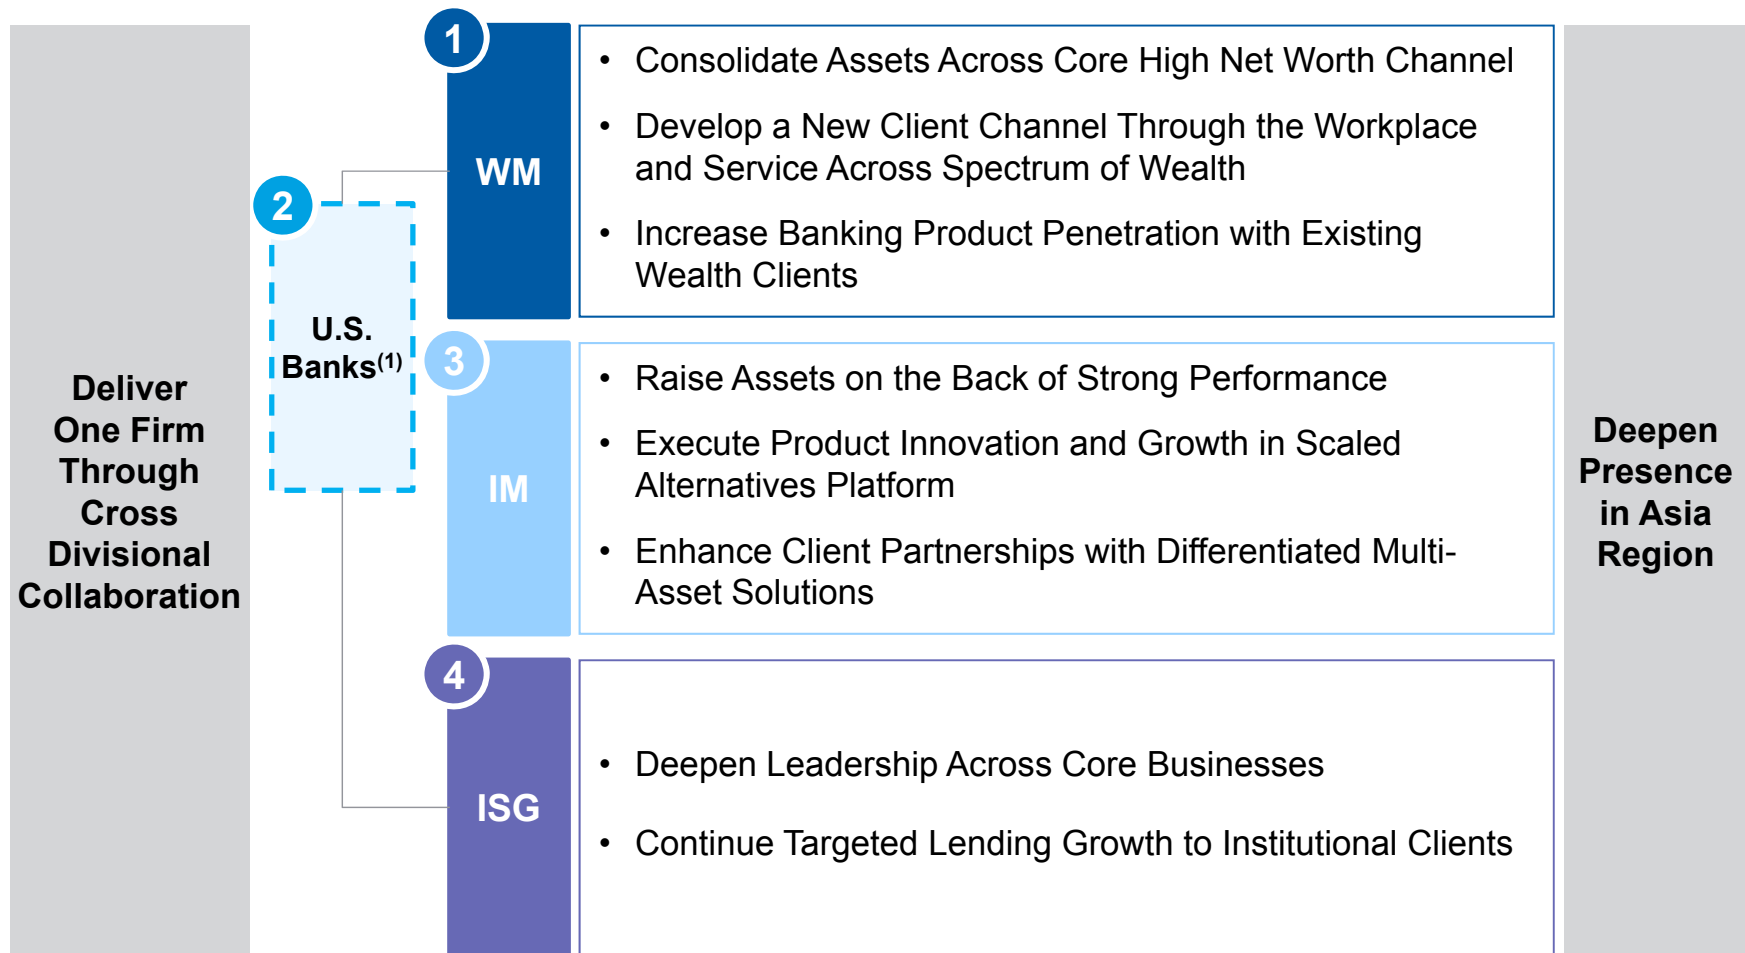 Deliver
One Firm
Through
Cross
Divisional
Collaboration
1
WM
• Consolidate Assets Across Core High Net Worth Channel
• Develop a New Client Channel Through the Workplace
and Service Across Spectrum of Wealth
• Increase Banking Product Penetration with Existing
Wealth Clients
2
U.S.
Banks(1)
3
IM
• Raise Assets on the Back of Strong Performance
• Execute Product Innovation and Growth in Scaled
Alternatives Platform
• Enhance Client Partnerships with Differentiated Multi-
Asset Solutions
4
ISG
• Deepen Leadership Across Core Businesses
• Continue Targeted Lending Growth to Institutional Clients
Deepen
Presence
in Asia
Region